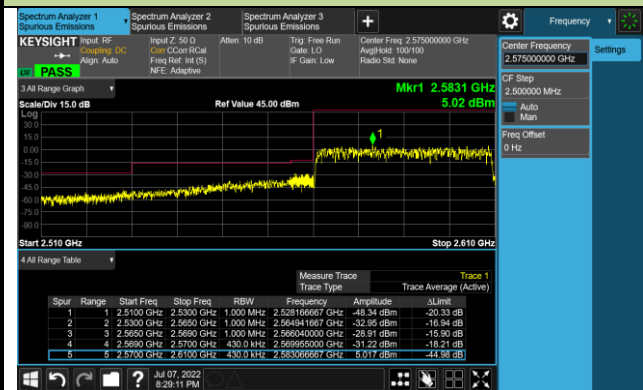 Spectrum Analyzer 1
Spurious Emissions
Spectrum Analyzer 2
Spurious Emissions
Spectrum Analyzer 3
Spurious Emissions
Frequency
KEYSIGHT
Input: RF
Coupling: DC
Align: Auto
Input Z: 50 Ω
Corr CCorr RCal
Freq Ref: Int (S)
NFE: Adaptive
Atten: 10 dB
Trig: Free Run
Gate: LO
IF Gain: Low
Center Freq: 2.575000000 GHz
Avg|Hold: 100/100
Radio Std: None
PASS
Center Frequency
2.575000000 GHz
Settings
CF Step
2.500000 MHz
Auto
Man
Freq Offset
0 Hz
3 All Range Graph
Mkr1 2.5831 GHz
Scale/Div 15.0 dB
Ref Value 45.00 dBm
5.02 dBm
Log
30.0
15.0
0.00
-15.0
-30.0
-45.0
-60.0
-75.0
-90.0
1
Start 2.510 GHz
Stop 2.610 GHz
4 All Range Table
Measure Trace
Trace 1
Trace Type
Trace Average (Active)
Spur Range Start Freq Stop Freq RBW Frequency Amplitude ΔLimit
1 1 2.5100 GHz 2.5300 GHz 1.000 MHz 2.528166667 GHz -48.34 dBm -20.33 dB
2 2 2.5300 GHz 2.5650 GHz 1.000 MHz 2.564941667 GHz -32.95 dBm -16.94 dB
3 3 2.5650 GHz 2.5690 GHz 1.000 MHz 2.566040000 GHz -28.91 dBm -15.90 dB
4 4 2.5690 GHz 2.5700 GHz 430.0 kHz 2.569955000 GHz -31.22 dBm -18.21 dB
5 5 2.5700 GHz 2.6100 GHz 430.0 kHz 2.583066667 GHz 5.017 dBm -44.98 dB
Jul 07, 2022
8:29:11 PM